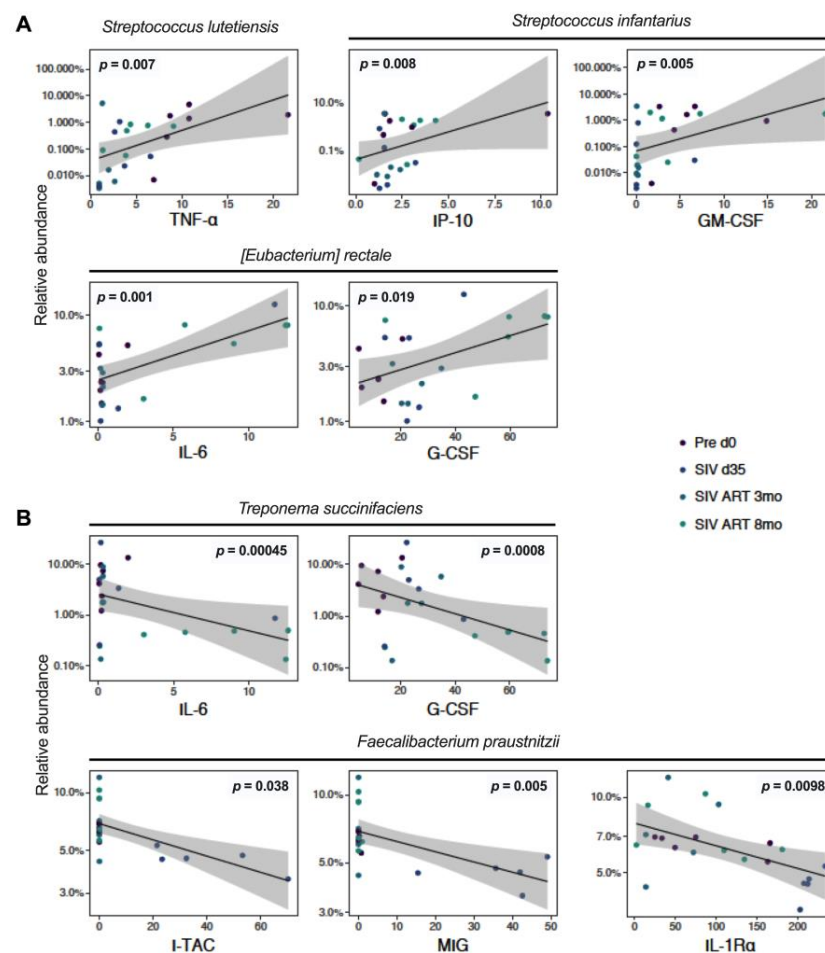 A
Streptococcus lutetiensis
Streptococcus infantarius
p = 0.007
100.000%
10.000%
1.000%
0.100%
0.010%
0 5 10 15 20
TNF-α
p = 0.008
10.0%
0.1%
0.0 2.5 5.0 7.5 10.0
IP-10
p = 0.005
100.000%
10.000%
1.000%
0.100%
0.010%
0 5 10 15 20
GM-CSF
Relative abundance
[Eubacterium] rectale
p = 0.001
10.0%
3.0%
1.0%
0 5 10
IL-6
p = 0.019
10.0%
3.0%
1.0%
20 40 60
G-CSF
Pre d0
SIV d35
SIV ART 3mo
SIV ART 8mo
B
Treponema succinifaciens
p = 0.00045
10.00%
1.00%
0.10%
0 5 10
IL-6
p = 0.0008
10.00%
1.00%
0.10%
20 40 60
G-CSF
Relative abundance
Faecalibacterium praustnitzii
p = 0.038
10.0%
5.0%
3.0%
0 20 40 60
I-TAC
p = 0.005
10.0%
5.0%
3.0%
0 10 20 30 40 50
MIG
p = 0.0098
10.0%
7.0%
5.0%
0 50 100 150 200
IL-1Rα